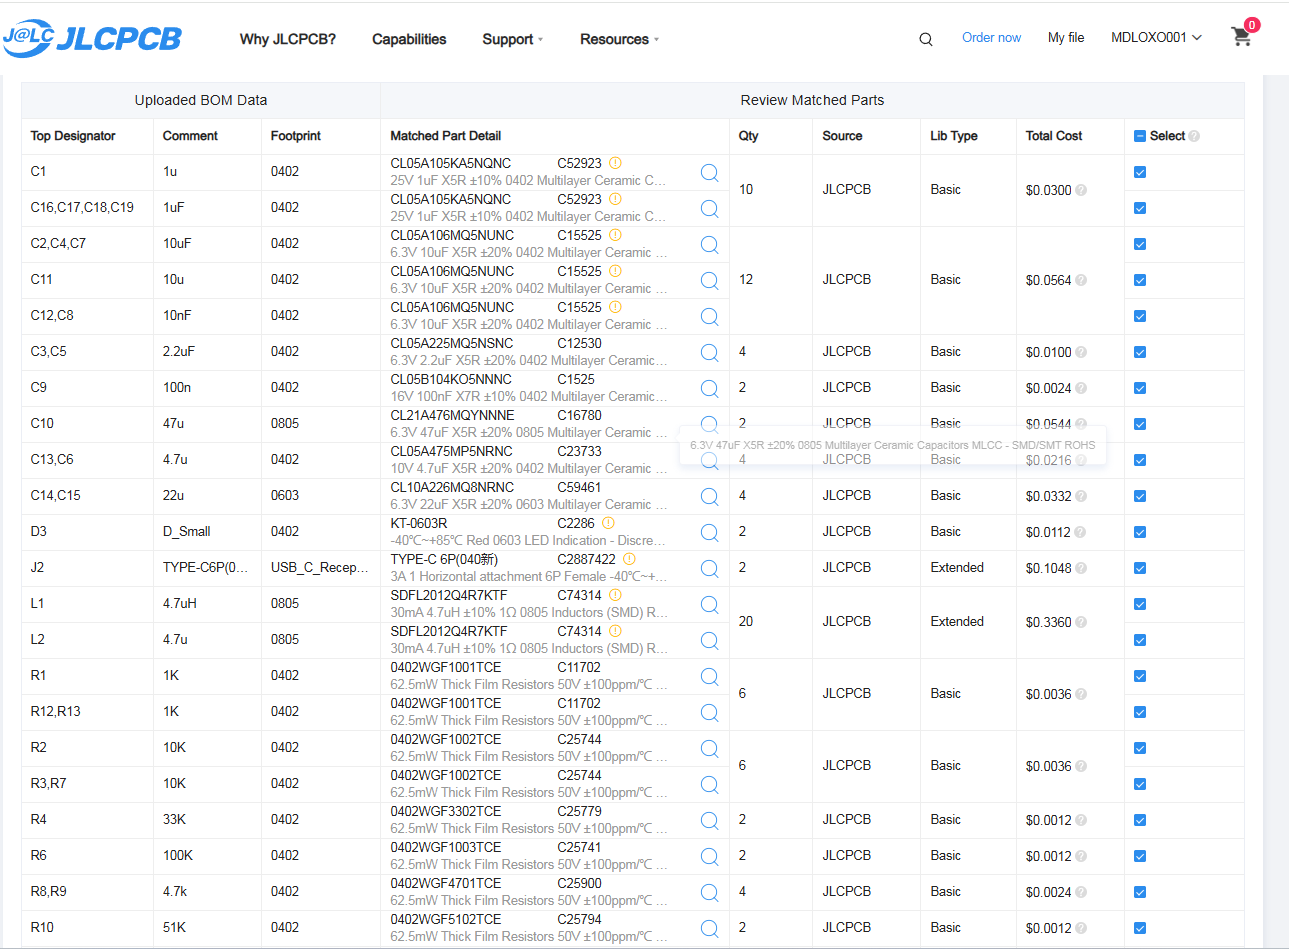 J@LC JLCPCB Why JLCPCB? Capabilities Support Resources Order now My file MDLOXO001 0
Uploaded BOM Data Review Matched Parts
Top Designator Comment Footprint Matched Part Detail Qty Source Lib Type Total Cost Select
C1 1u 0402 CL05A105KA5NQNC C52923
25V 1uF X5R ±10% 0402 Multilayer Ceramic C...
10 JLCPCB Basic $0.0300
C16,C17,C18,C19 1uF 0402 CL05A105KA5NQNC C52923
25V 1uF X5R ±10% 0402 Multilayer Ceramic C...
C2,C4,C7 10uF 0402 CL05A106MQ5NUNC C15525
6.3V 10uF X5R ±20% 0402 Multilayer Ceramic ...
C11 10u 0402 CL05A106MQ5NUNC C15525
6.3V 10uF X5R ±20% 0402 Multilayer Ceramic ...
12 JLCPCB Basic $0.0564
C12,C8 10nF 0402 CL05A106MQ5NUNC C15525
6.3V 10uF X5R ±20% 0402 Multilayer Ceramic ...
C3,C5 2.2uF 0402 CL05A225MQ5NSNC C12530
6.3V 2.2uF X5R ±20% 0402 Multilayer Ceramic...
4 JLCPCB Basic $0.0100
C9 100n 0402 CL05B104KO5NNNC C1525
16V 100nF X7R ±10% 0402 Multilayer Ceramic...
2 JLCPCB Basic $0.0024
C10 47u 0805 CL21A476MQYNNNE C16780
6.3V 47uF X5R ±20% 0805 Multilayer Ceramic ...
2 JLCPCB Basic $0.0544
6.3V 47uF X5R ±20% 0805 Multilayer Ceramic Capacitors MLCC - SMD/SMT ROHS
C13,C6 4.7u 0402 CL05A475MP5NRNC C23733
10V 4.7uF X5R ±20% 0402 Multilayer Ceramic ...
4 JLCPCB Basic $0.0216
C14,C15 22u 0603 CL10A226MQ8NRNC C59461
6.3V 22uF X5R ±20% 0603 Multilayer Ceramic ...
4 JLCPCB Basic $0.0332
D3 D_Small 0402 KT-0603R C2286
-40℃~+85℃ Red 0603 LED Indication - Discre...
2 JLCPCB Basic $0.0112
J2 TYPE-C6P(0... USB_C_Recep... TYPE-C 6P(040新) C2887422
3A 1 Horizontal attachment 6P Female -40℃~+...
2 JLCPCB Extended $0.1048
L1 4.7uH 0805 SDFL2012Q4R7KTF C74314
30mA 4.7uH ±10% 1Ω 0805 Inductors (SMD) R...
20 JLCPCB Extended $0.3360
L2 4.7u 0805 SDFL2012Q4R7KTF C74314
30mA 4.7uH ±10% 1Ω 0805 Inductors (SMD) R...
R1 1K 0402 0402WGF1001TCE C11702
62.5mW Thick Film Resistors 50V ±100ppm/℃ ...
6 JLCPCB Basic $0.0036
R12,R13 1K 0402 0402WGF1001TCE C11702
62.5mW Thick Film Resistors 50V ±100ppm/℃ ...
R2 10K 0402 0402WGF1002TCE C25744
62.5mW Thick Film Resistors 50V ±100ppm/℃ ...
6 JLCPCB Basic $0.0036
R3,R7 10K 0402 0402WGF1002TCE C25744
62.5mW Thick Film Resistors 50V ±100ppm/℃ ...
R4 33K 0402 0402WGF3302TCE C25779
62.5mW Thick Film Resistors 50V ±100ppm/℃ ...
2 JLCPCB Basic $0.0012
R6 100K 0402 0402WGF1003TCE C25741
62.5mW Thick Film Resistors 50V ±100ppm/℃ ...
2 JLCPCB Basic $0.0012
R8,R9 4.7k 0402 0402WGF4701TCE C25900
62.5mW Thick Film Resistors 50V ±100ppm/℃ ...
4 JLCPCB Basic $0.0024
R10 51K 0402 0402WGF5102TCE C25794
62.5mW Thick Film Resistors 50V ±100ppm/℃ ...
2 JLCPCB Basic $0.0012